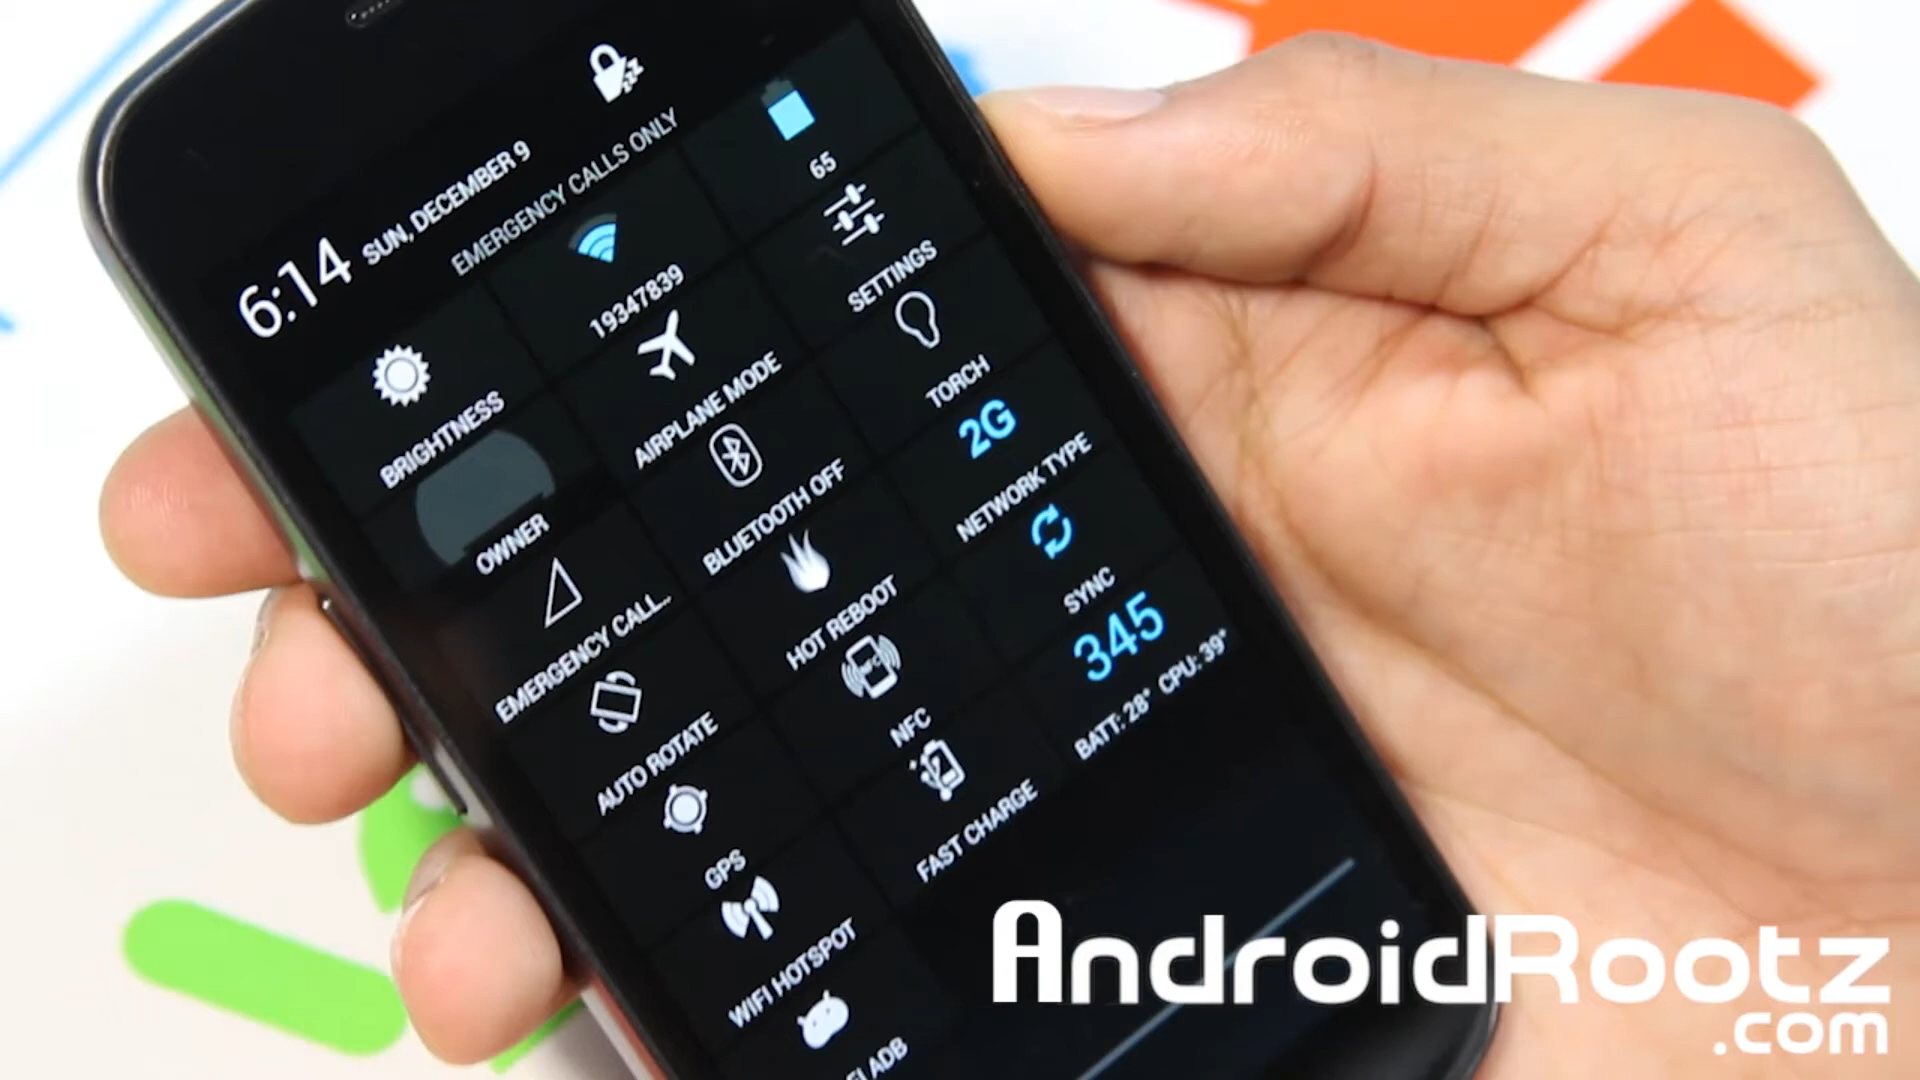 6:14 SUN, DECEMBER 9
EMERGENCY CALLS ONLY
BRIGHTNESS
19347839
65
OWNER
AIRPLANE MODE
SETTINGS
EMERGENCY CALL..
BLUETOOTH OFF
TORCH
AUTO ROTATE
HOT REBOOT
2G
NETWORK TYPE
GPS
NFC
SYNC
WIFI HOTSPOT
FAST CHARGE
345
BATT: 28° CPU: 39°
ADB
AndroidRootz
.com